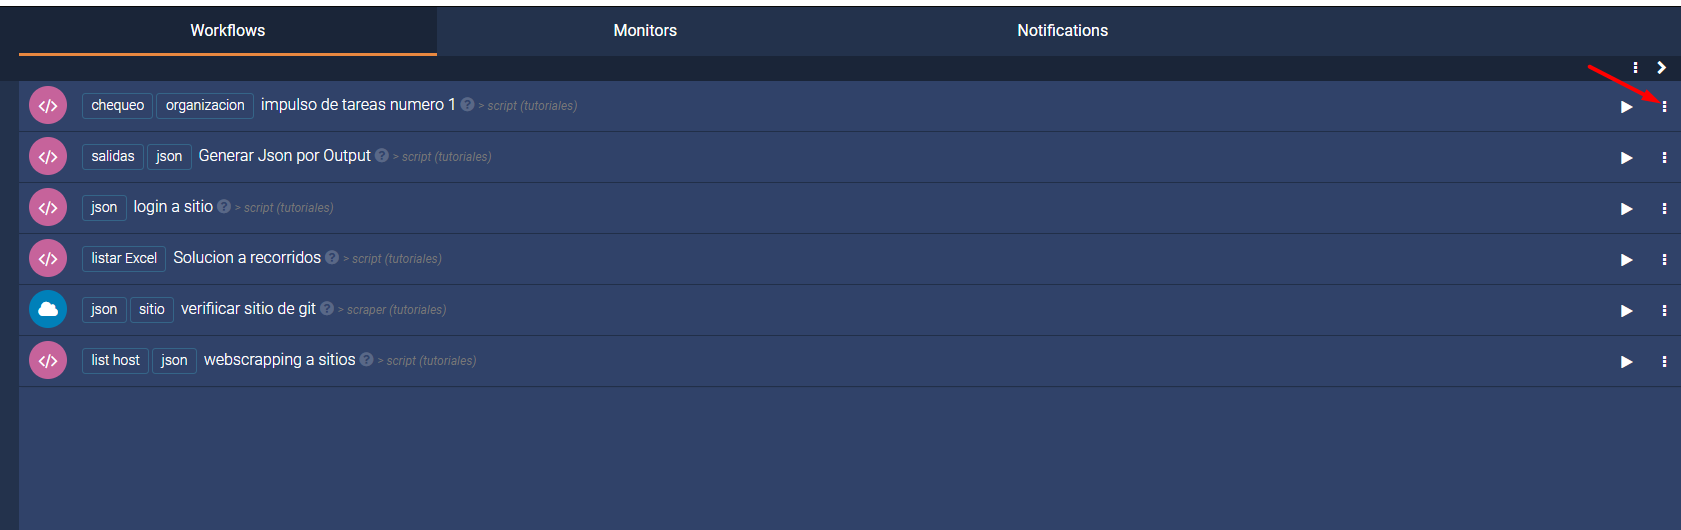 Workflows Monitors Notifications
chequeo organizacion impulso de tareas numero 1 ? > script (tutoriales)
salidas json Generar Json por Output ? > script (tutoriales)
json login a sitio ? > script (tutoriales)
listar Excel Solucion a recorridos ? > script (tutoriales)
json sitio verifiicar sitio de git ? > scraper (tutoriales)
list host json webscrapping a sitios ? > script (tutoriales)